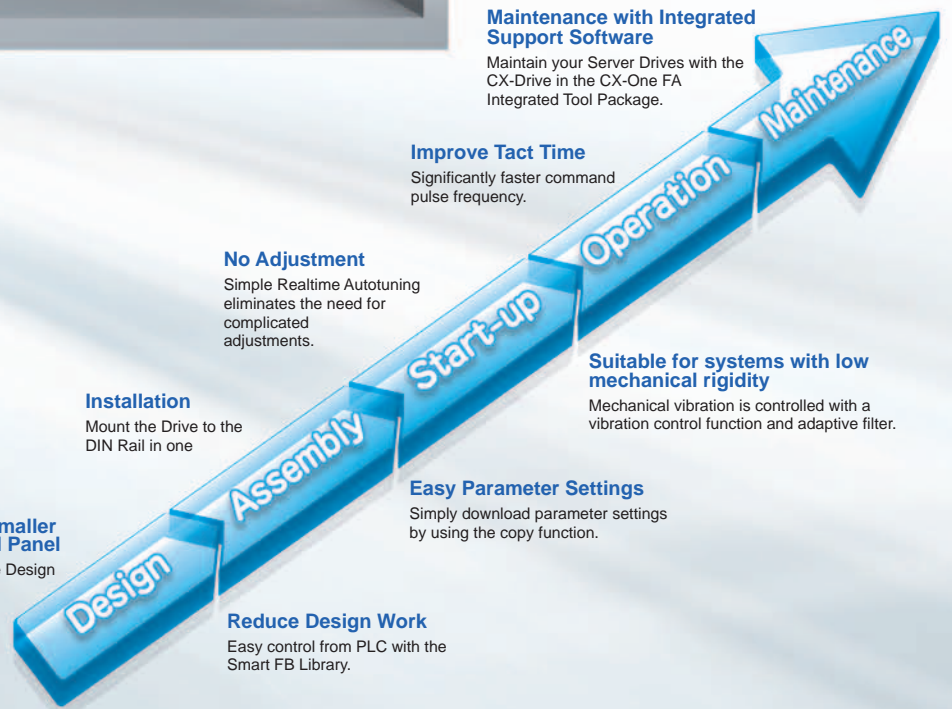 Maintenance with Integrated
Support Software
Maintain your Server Drives with the
CX-Drive in the CX-One FA
Integrated Tool Package.
Maintenance
Improve Tact Time
Significantly faster command
pulse frequency.
Operation
No Adjustment
Simple Realtime Autotuning
eliminates the need for
complicated
adjustments.
Start-up
Suitable for systems with low
mechanical rigidity
Mechanical vibration is controlled with a
vibration control function and adaptive filter.
Installation
Mount the Drive to the
DIN Rail in one
Assembly
Easy Parameter Settings
Simply download parameter settings
by using the copy function.
maller
Panel
Design
Design
Reduce Design Work
Easy control from PLC with the
Smart FB Library.